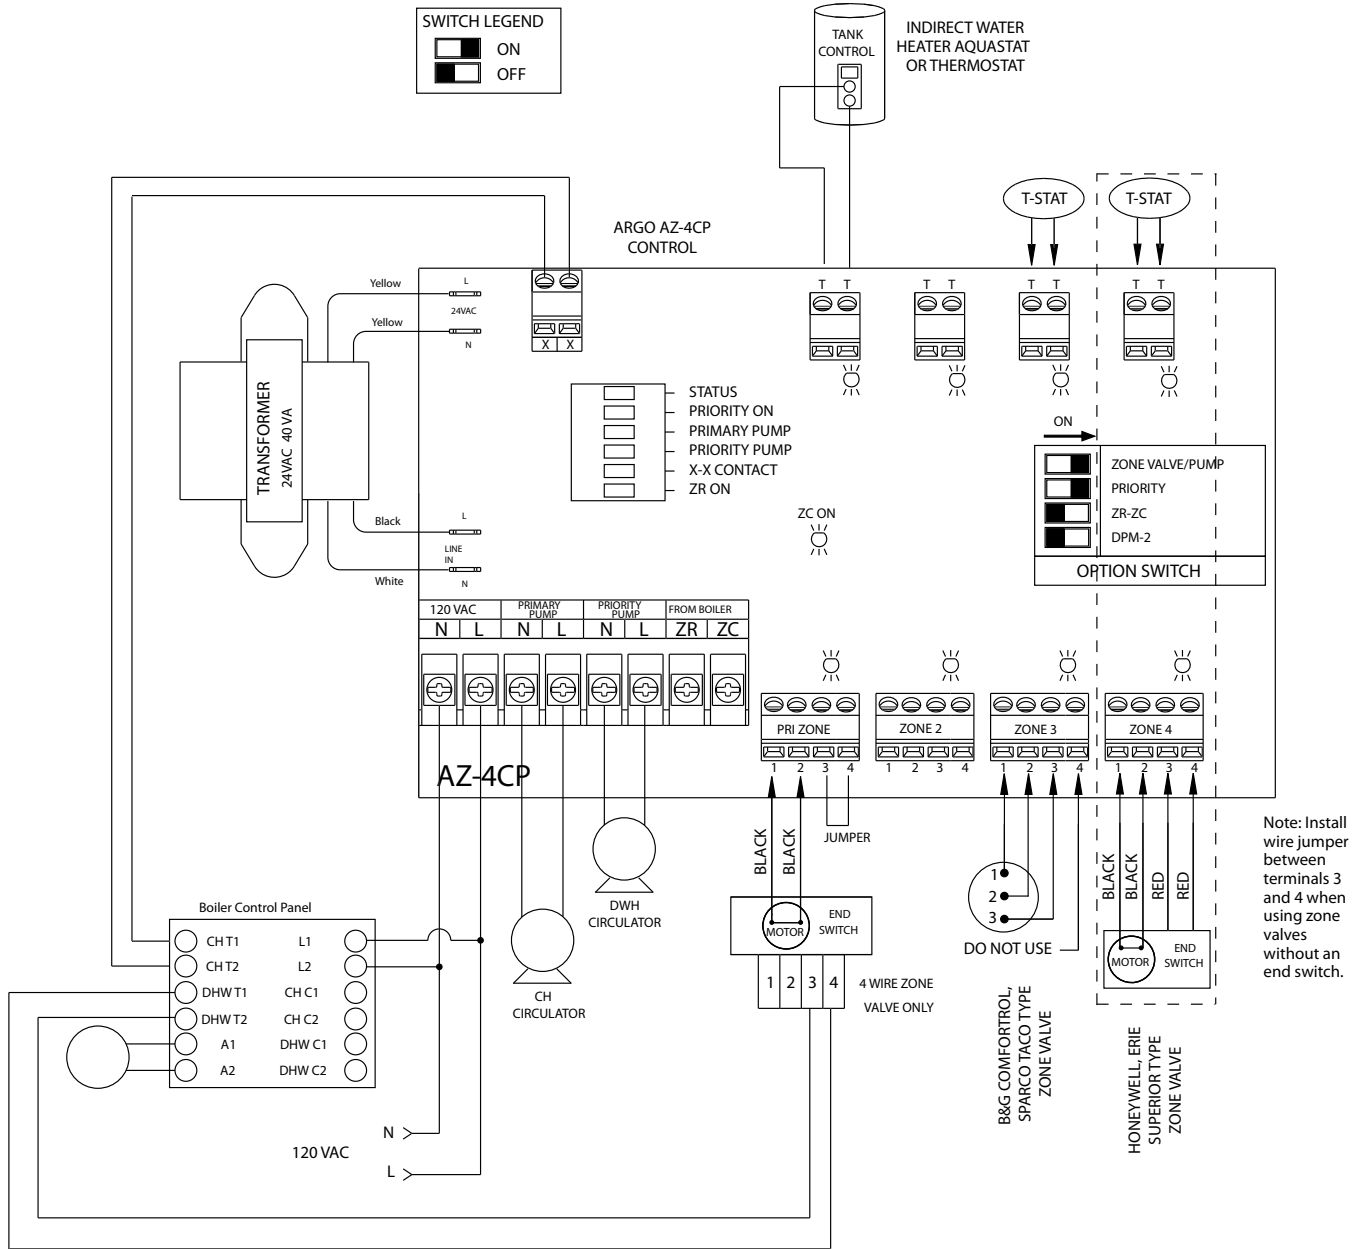 SWITCH LEGEND
ON
OFF
TANK
CONTROL
INDIRECT WATER
HEATER AQUASTAT
OR THERMOSTAT
T-STAT
T-STAT
ARGO AZ-4CP
CONTROL
Yellow
L
24VAC
Yellow
N
X X
T T
T T
T T
T T
TRANSFORMER
24VAC 40 VA
STATUS
PRIORITY ON
PRIMARY PUMP
PRIORITY PUMP
X-X CONTACT
ZR ON
ON
ZONE VALVE/PUMP
PRIORITY
ZR-ZC
DPM-2
OPTION SWITCH
ZC ON
Black
L
LINE
IN
White
N
120 VAC
PRIMARY
PUMP
PRIORITY
PUMP
FROM BOILER
N L N L N L ZR ZC
PRI ZONE
1 2 3 4
ZONE 2
1 2 3 4
ZONE 3
1 2 3 4
ZONE 4
1 2 3 4
AZ-4CP
JUMPER
BLACK
BLACK
MOTOR
END
SWITCH
1 2 3 4
4 WIRE ZONE
VALVE ONLY
1
2
3
DO NOT USE
B&G COMFORTROL,
SPARCO TACO TYPE
ZONE VALVE
BLACK
BLACK
RED
RED
MOTOR
END
SWITCH
HONEYWELL, ERIE
SUPERIOR TYPE
ZONE VALVE
Note: Install
wire jumper
between
terminals 3
and 4 when
using zone
valves
without an
end switch.
DWH
CIRCULATOR
CH
CIRCULATOR
Boiler Control Panel
CH T1 L1
CH T2 L2
DHW T1 CH C1
DHW T2 CH C2
A1 DHW C1
A2 DHW C2
N
120 VAC
L